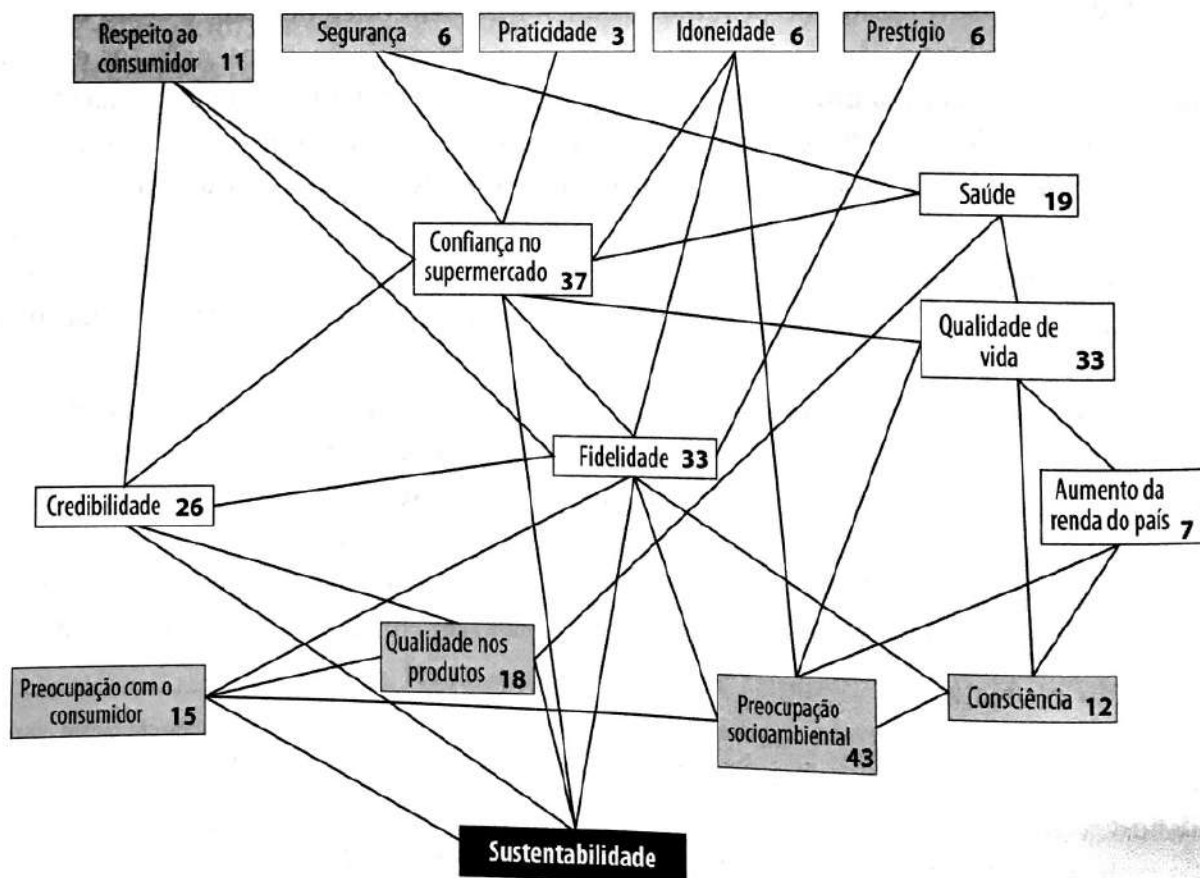 Respeito ao
consumidor 11
Segurança 6
Praticidade 3
Idoneidade 6
Prestígio 6
Saúde 19
Confiança no
supermercado 37
Qualidade de
vida 33
Fidelidade 33
Credibilidade 26
Aumento da
renda do país 7
Qualidade nos
produtos 18
Preocupação com o
consumidor 15
Preocupação
socioambiental 43
Consciência 12
Sustentabilidade